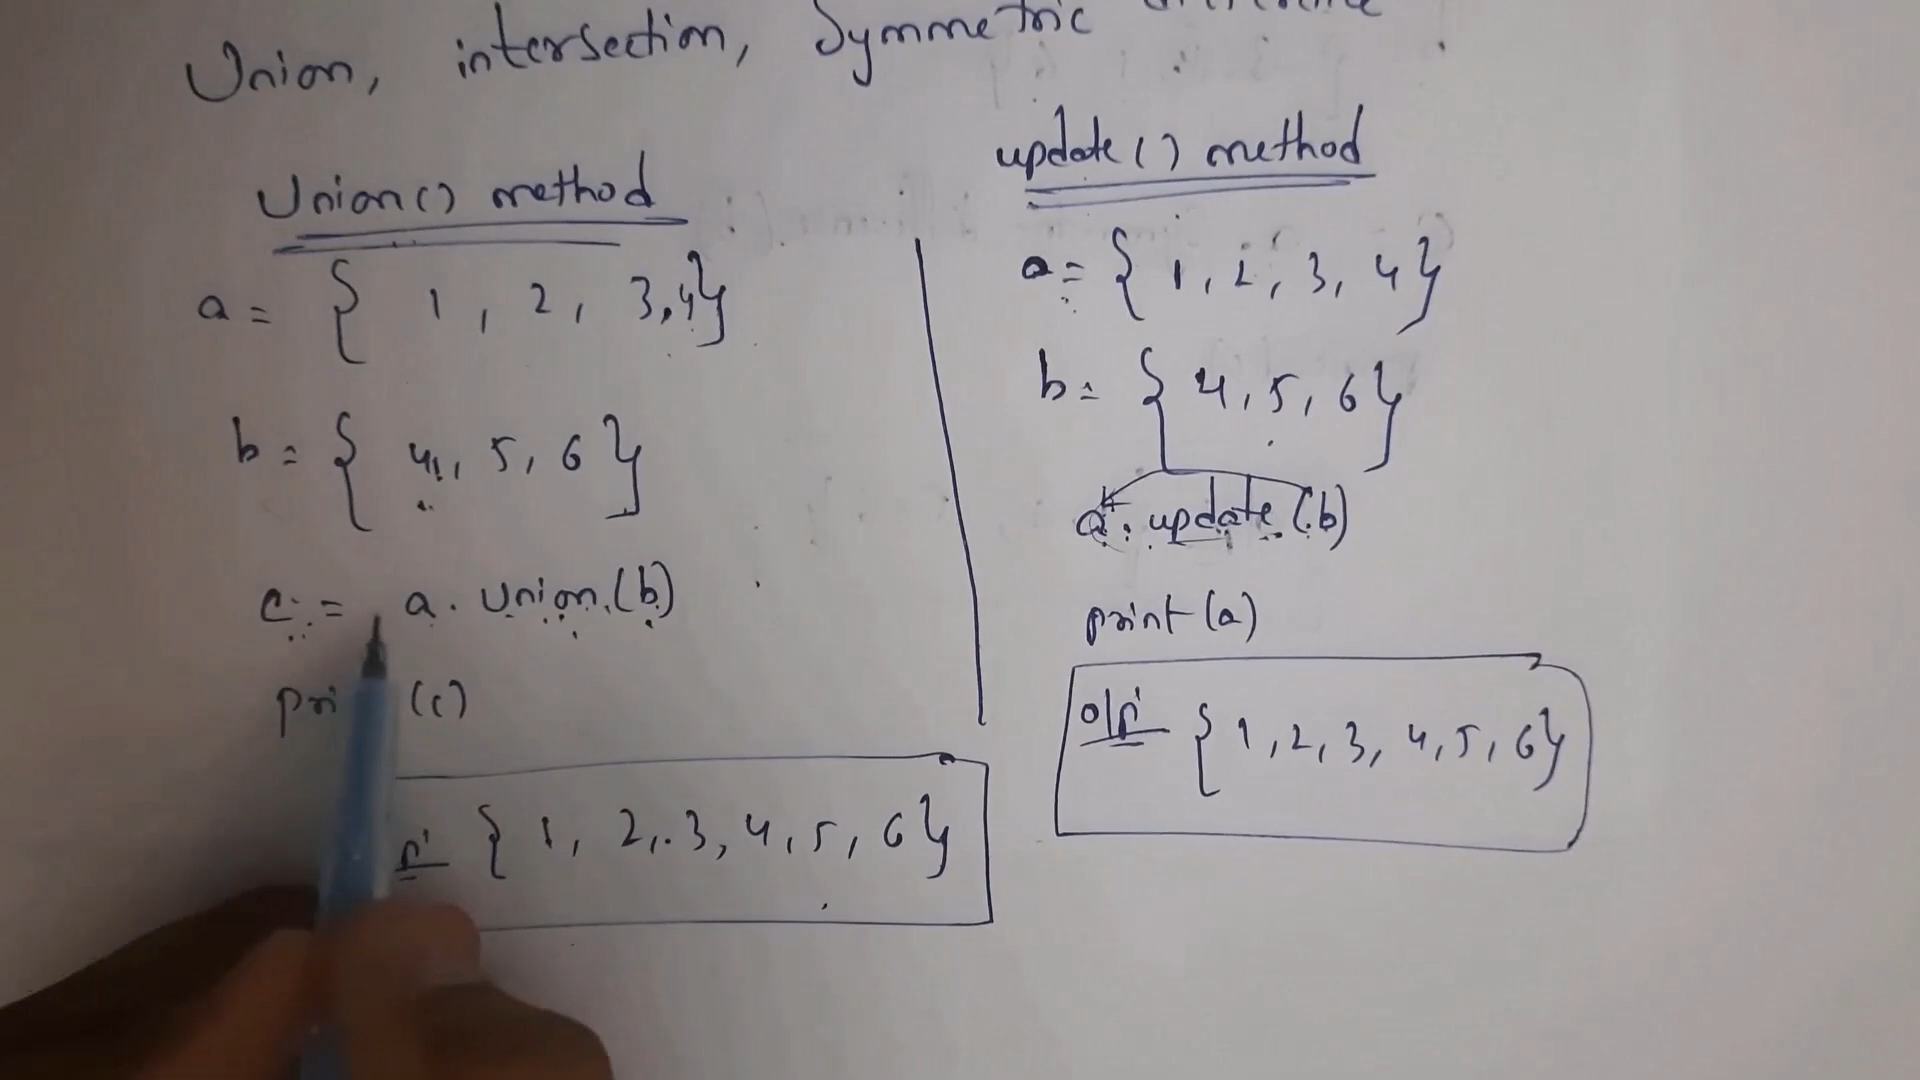 Union, intersection, Symmetric
Union() method
a = { 1, 2, 3,4}
b = { 4, 5, 6 }
c = a. union (b)
(c)
{ 1, 2, 3, 4, 5, 6 }
update() method
a = { 1, 2, 3, 4 }
b = { 4, 5, 6 }
a. update (b)
print (a)
o/p { 1, 2, 3, 4, 5, 6 }